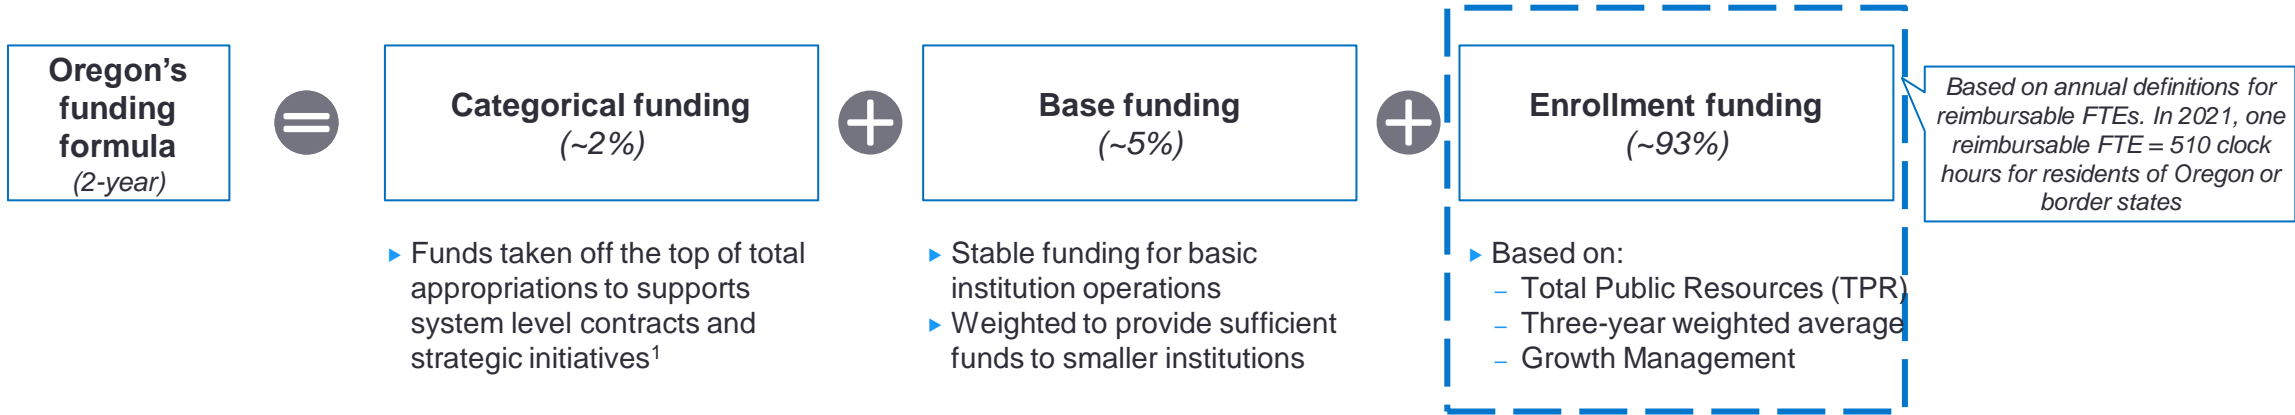 Oregon's
funding
formula
(2-year)
Categorical funding
(~2%)
Base funding
(~5%)
Enrollment funding
(~93%)
Based on annual definitions for
reimbursable FTEs. In 2021, one
reimbursable FTE = 510 clock
hours for residents of Oregon or
border states
Funds taken off the top of total
appropriations to supports
system level contracts and
strategic initiatives1
Stable funding for basic
institution operations
Weighted to provide sufficient
funds to smaller institutions
Based on:
– Total Public Resources (TPR)
– Three-year weighted average
– Growth Management